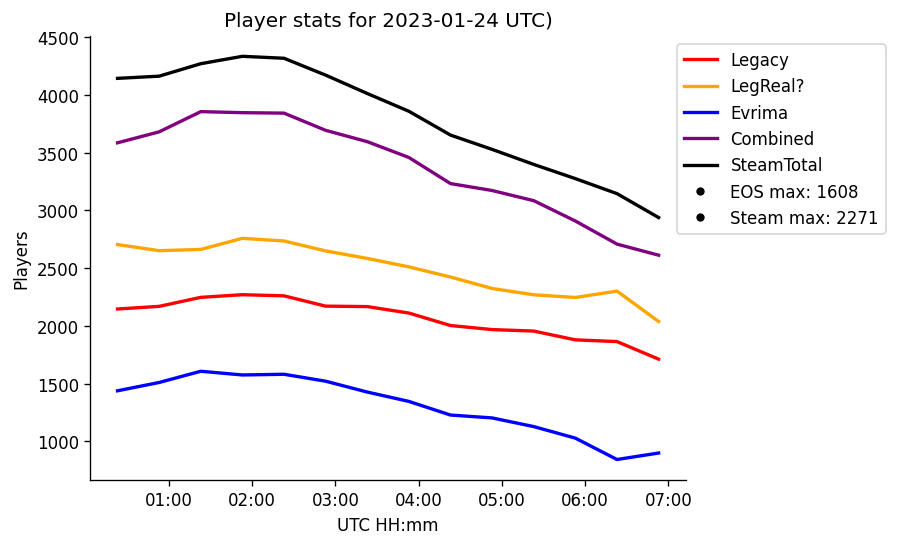 Player stats for 2023-01-24 UTC)
4500
4000
3500
3000
2500
2000
1500
1000
Players
01:00 02:00 03:00 04:00 05:00 06:00 07:00
UTC HH:mm
Legacy
LegReal?
Evrima
Combined
SteamTotal
EOS max: 1608
Steam max: 2271